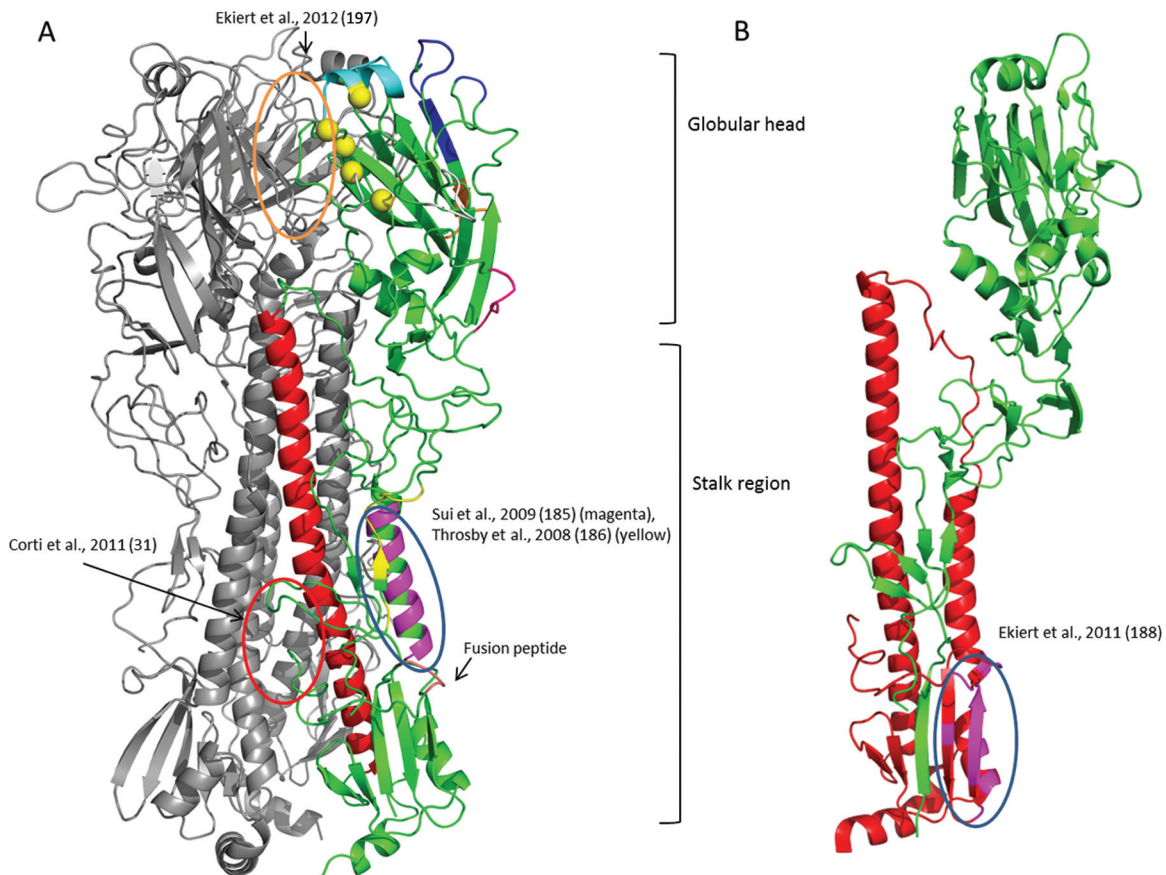 A
Ekiert et al., 2012 (197)
B
Globular head
Stalk region
Sui et al., 2009 (185) (magenta),
Throsby et al., 2008 (186) (yellow)
Corti et al., 2011 (31)
Fusion peptide
Ekiert et al., 2011 (188)